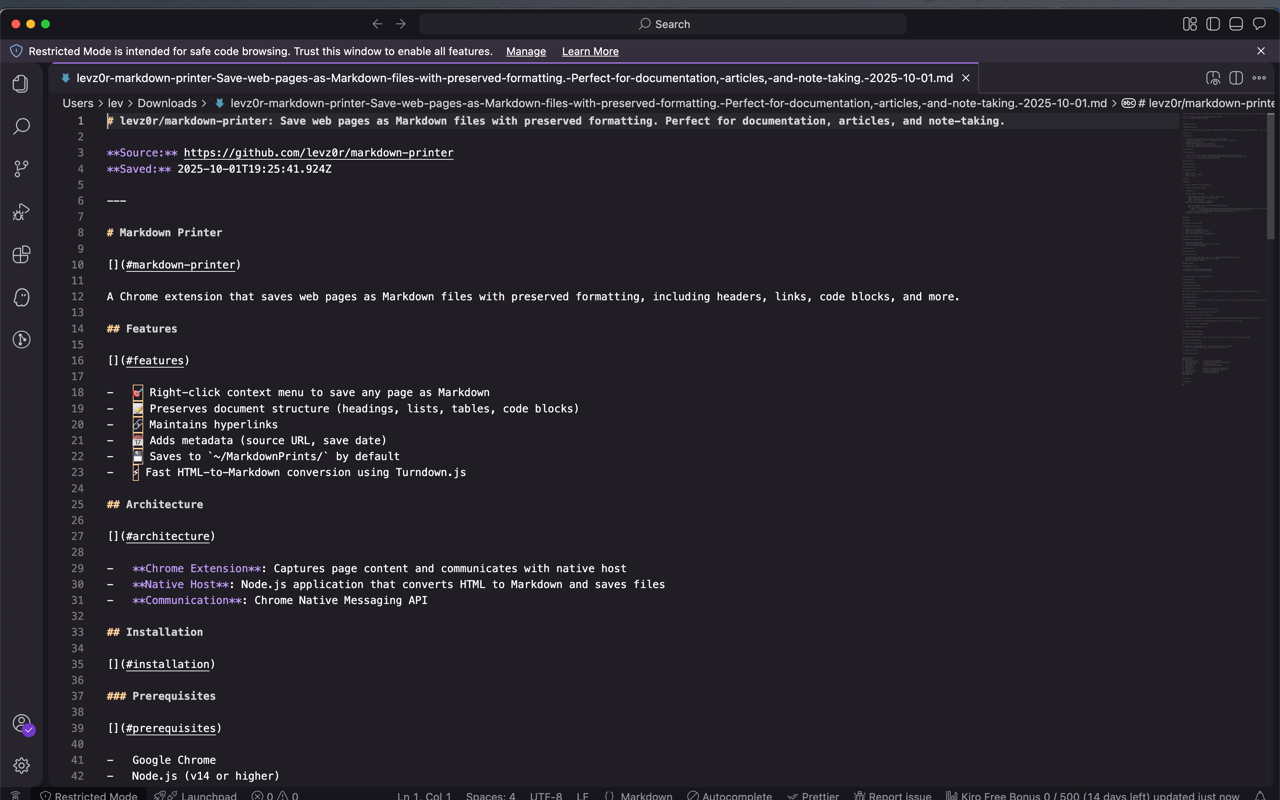 Search
Restricted Mode is intended for safe code browsing. Trust this window to enable all features. Manage Learn More
levz0r-markdown-printer-Save-web-pages-as-Markdown-files-with-preserved-formatting.-Perfect-for-documentation,-articles,-and-note-taking.-2025-10-01.md
Users > lev > Downloads > levz0r-markdown-printer-Save-web-pages-as-Markdown-files-with-preserved-formatting.-Perfect-for-documentation,-articles,-and-note-taking.-2025-10-01.md > abc # levz0r/markdown-printe
1 # levz0r/markdown-printer: Save web pages as Markdown files with preserved formatting. Perfect for documentation, articles, and note-taking.
2
3 **Source:** https://github.com/levz0r/markdown-printer
4 **Saved:** 2025-10-01T19:25:41.924Z
5
6 ---
7
8 # Markdown Printer
9
10 [](#markdown-printer)
11
12 A Chrome extension that saves web pages as Markdown files with preserved formatting, including headers, links, code blocks, and more.
13
14 ## Features
15
16 [](#features)
17
18 - 🎯 Right-click context menu to save any page as Markdown
19 - 📝 Preserves document structure (headings, lists, tables, code blocks)
20 - 🔗 Maintains hyperlinks
21 - 📅 Adds metadata (source URL, save date)
22 - 💾 Saves to `~/MarkdownPrints/` by default
23 - ⚡ Fast HTML-to-Markdown conversion using Turndown.js
24
25 ## Architecture
26
27 [](#architecture)
28
29 - **Chrome Extension**: Captures page content and communicates with native host
30 - **Native Host**: Node.js application that converts HTML to Markdown and saves files
31 - **Communication**: Chrome Native Messaging API
32
33 ## Installation
34
35 [](#installation)
36
37 ### Prerequisites
38
39 [](#prerequisites)
40
41 - Google Chrome
42 - Node.js (v14 or higher)
Restricted Mode Launchpad 0 0 Ln 1, Col 1 Spaces: 4 UTF-8 LF {} Markdown Autocomplete Prettier Report issue Kiro Free Bonus 0 / 500 (14 days left) updated just now